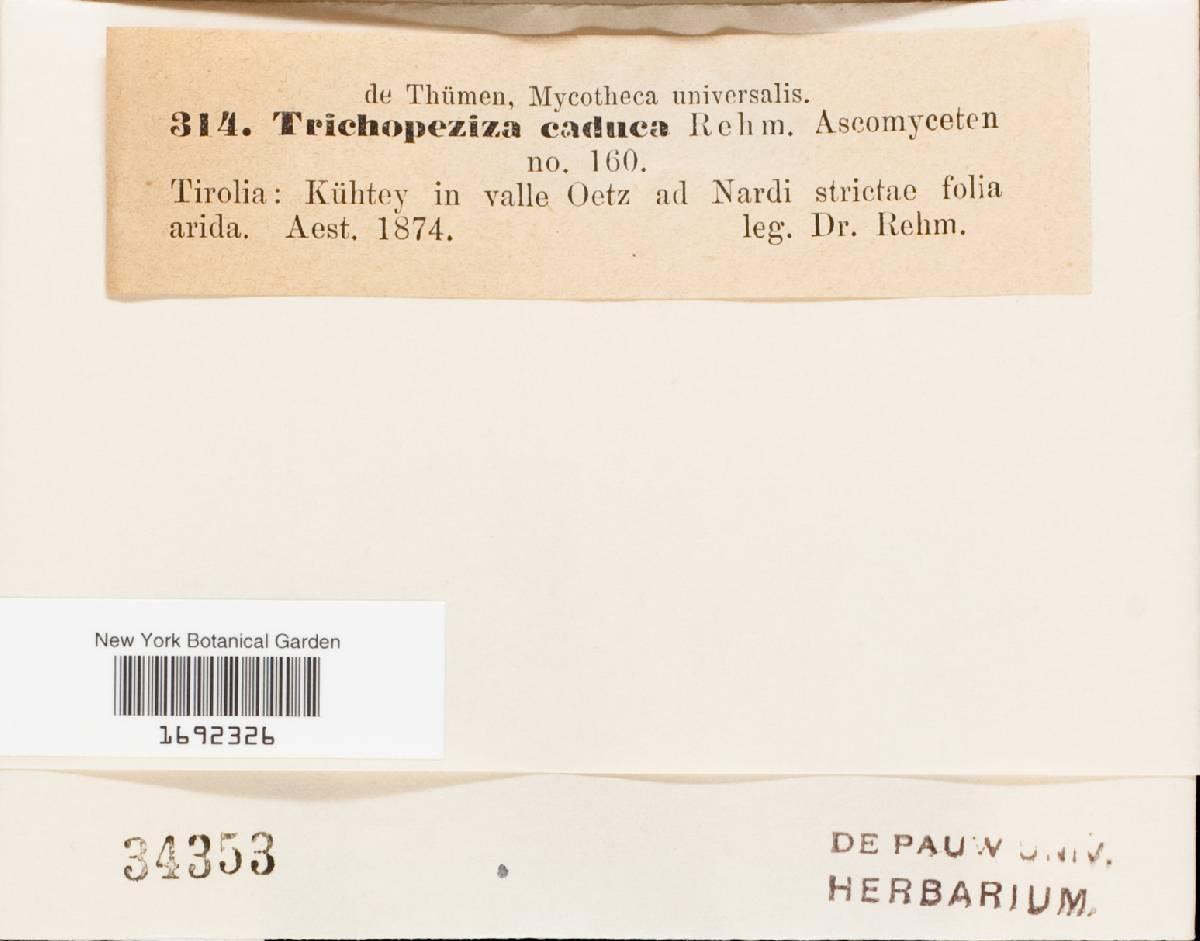 de Thümen, Mycotheca universalis.
314. Trichopeziza caduca Rehm. Ascomyceten
no. 160.
Tirolia: Kühtey in valle Oetz ad Nardi strictae folia
arida. Aest. 1874. leg. Dr. Rehm.
New York Botanical Garden
1692326
34353
DE PAUW UNIV.
HERBARIUM.